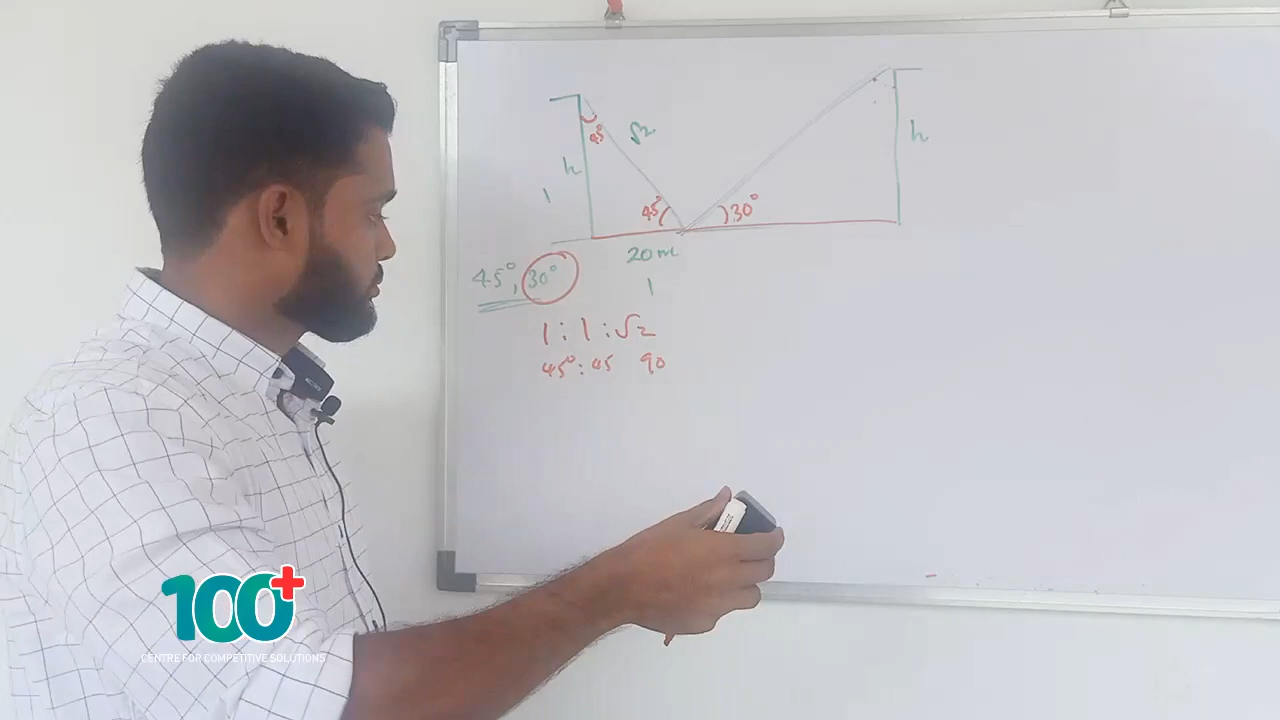 45°
√2
h
h
1
45°
30°
20m
45°, 30°
1
1 : 1 : √2
45° : 45 90
100+
CENTRE FOR COMPETITIVE SOLUTIONS